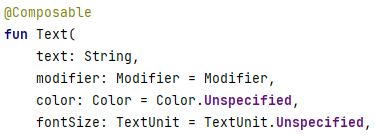 @Composable
fun Text(
    text: String,
    modifier: Modifier = Modifier,
    color: Color = Color.Unspecified,
    fontSize: TextUnit = TextUnit.Unspecified,